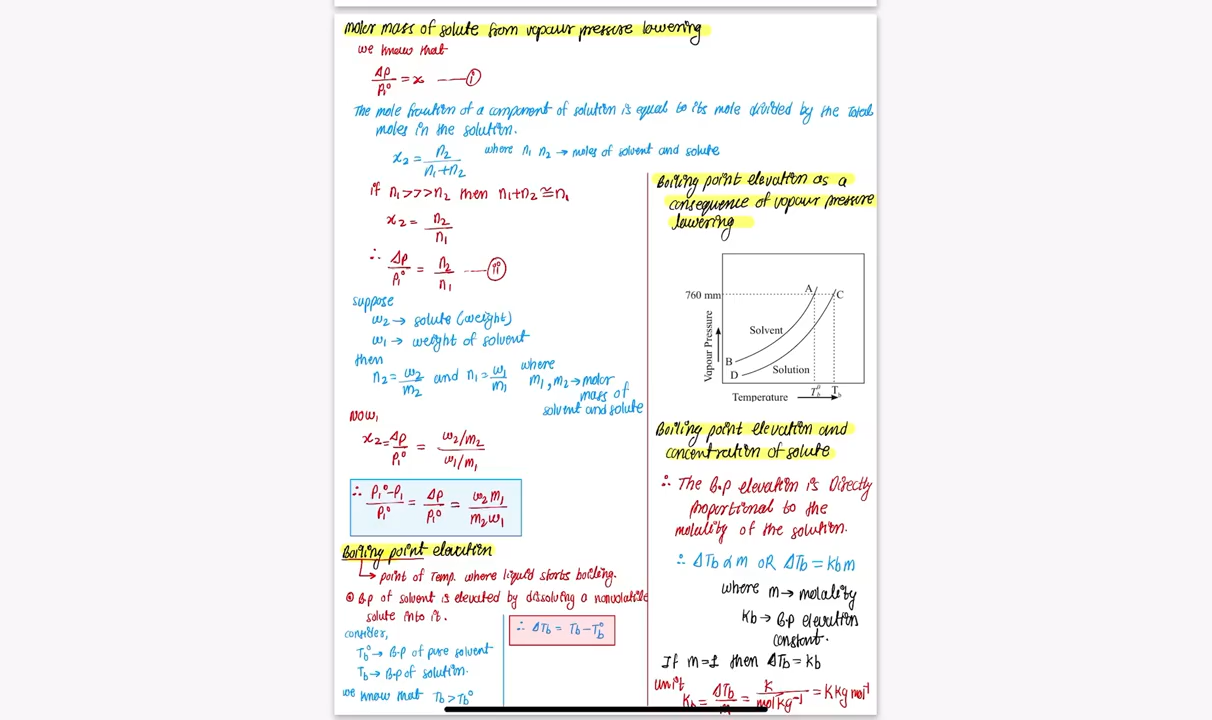 molar mass of solute from vapour pressure lowering
we know that
Δp/p₁° = x —— (i)
The mole fraction of a component of solution is equal to its mole divided by the total
moles in the solution.
x₂ = n₂/(n₁+n₂) where n₁ n₂ → moles of solvent and solute
if n₁>>>n₂ then n₁+n₂ ≅ n₁
x₂ = n₂/n₁
∴ Δp/p₁° = n₂/n₁ —— (ii)
suppose
w₂ → solute (weight)
w₁ → weight of solvent
then
n₂ = w₂/m₂ and n₁ = w₁/m₁ where
m₁, m₂ → molar
mass of
solvent and solute
Now,
x₂ = Δp/p₁° = (w₂/m₂)/(w₁/m₁)
∴ (p₁°-p₁)/p₁° = Δp/p₁° = w₂m₁/m₂w₁
Boiling point elevation
↳ point of Temp. where liquid starts boiling.
⊙ B.p of solvent is elevated by dissolving a nonvolatile
solute into it.
consider,
Tb° → B.P of pure solvent
Tb → B.P of solution.
we know that Tb > Tb°
∴ ΔTb = Tb - Tb°
Boiling point elevation as a
consequence of vapour pressure
lowering
760 mm
A
C
Solvent
B
D
Solution
Vapour Pressure
Temperature
Tb°
Tb
Boiling point elevation and
concentration of solute
∴ The B.P elevation is Directly
proportional to the
molality of the solution.
∴ ΔTb α m OR ΔTb = kbm
where m → molality
Kb → B.P elevation
constant.
If m=1 then ΔTb = kb
unit
Kb = ΔTb/m = K/mol kg⁻¹ = K kg mol⁻¹